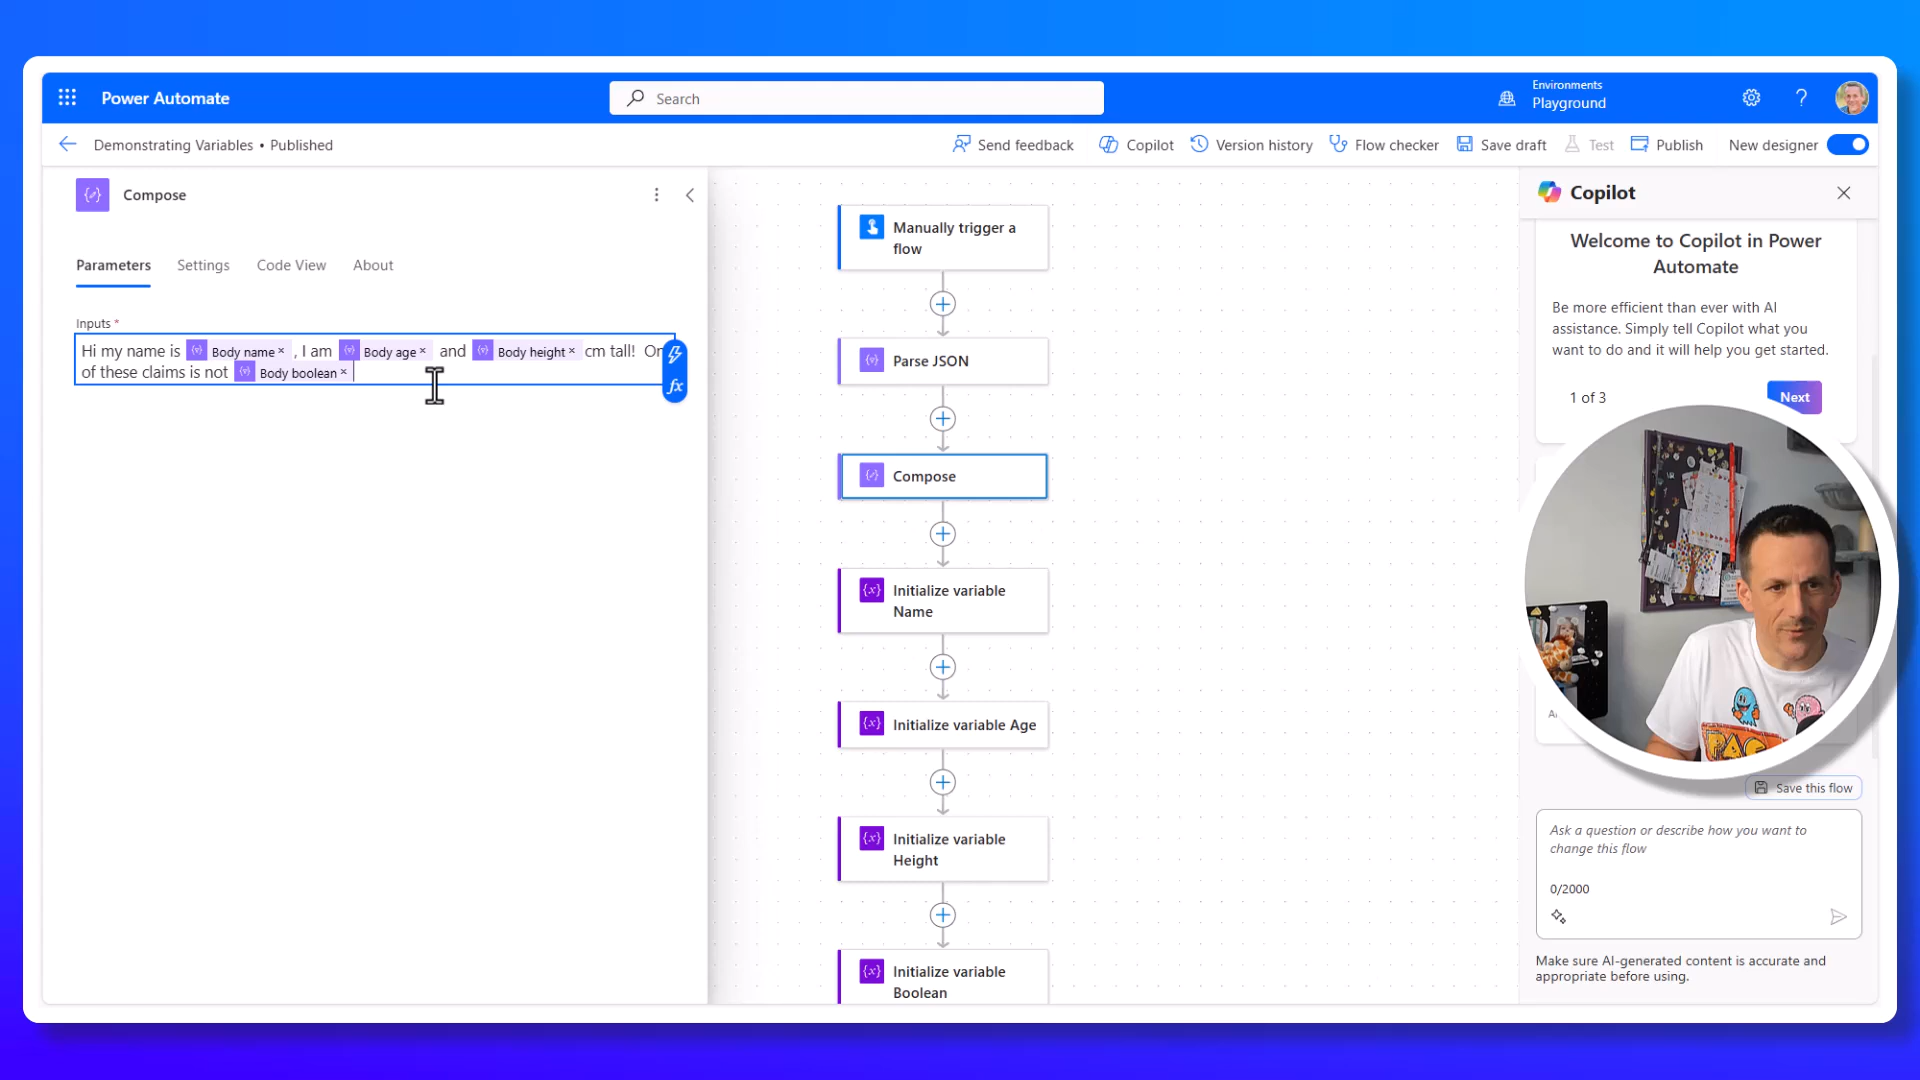 Power Automate
Search
Environments
Playground
Demonstrating Variables • Published
Send feedback
Copilot
Version history
Flow checker
Save draft
Test
Publish
New designer
Compose
Parameters
Settings
Code View
About
Inputs *
Hi my name is Body name × , I am Body age × and Body height × cm tall!
of these claims is not Body boolean ×
fx
Manually trigger a
flow
Parse JSON
Compose
Initialize variable
Name
Initialize variable Age
Initialize variable
Height
Initialize variable
Boolean
Copilot
Welcome to Copilot in Power
Automate
Be more efficient than ever with AI
assistance. Simply tell Copilot what you
want to do and it will help you get started.
1 of 3
Next
Save this flow
Ask a question or describe how you want to
change this flow
0/2000
Make sure AI-generated content is accurate and
appropriate before using.